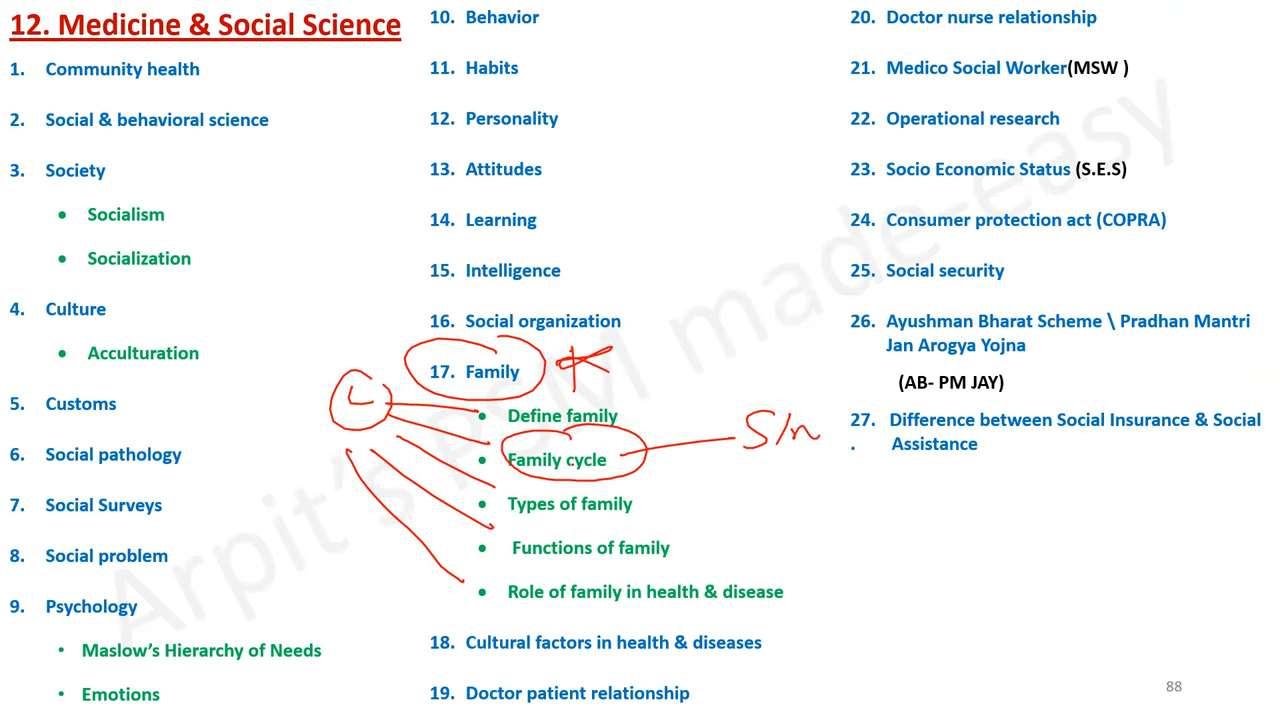 12. Medicine & Social Science
1. Community health
2. Social & behavioral science
3. Society
• Socialism
• Socialization
4. Culture
• Acculturation
5. Customs
6. Social pathology
7. Social Surveys
8. Social problem
9. Psychology
• Maslow's Hierarchy of Needs
• Emotions
10. Behavior
11. Habits
12. Personality
13. Attitudes
14. Learning
15. Intelligence
16. Social organization
17. Family
L
• Define family
• Family cycle
S/n
• Types of family
• Functions of family
• Role of family in health & disease
18. Cultural factors in health & diseases
19. Doctor patient relationship
20. Doctor nurse relationship
21. Medico Social Worker(MSW )
22. Operational research
23. Socio Economic Status (S.E.S)
24. Consumer protection act (COPRA)
25. Social security
26. Ayushman Bharat Scheme \ Pradhan Mantri
Jan Arogya Yojna
(AB- PM JAY)
27. Difference between Social Insurance & Social
. Assistance
Arpit's PSM made-easy
88